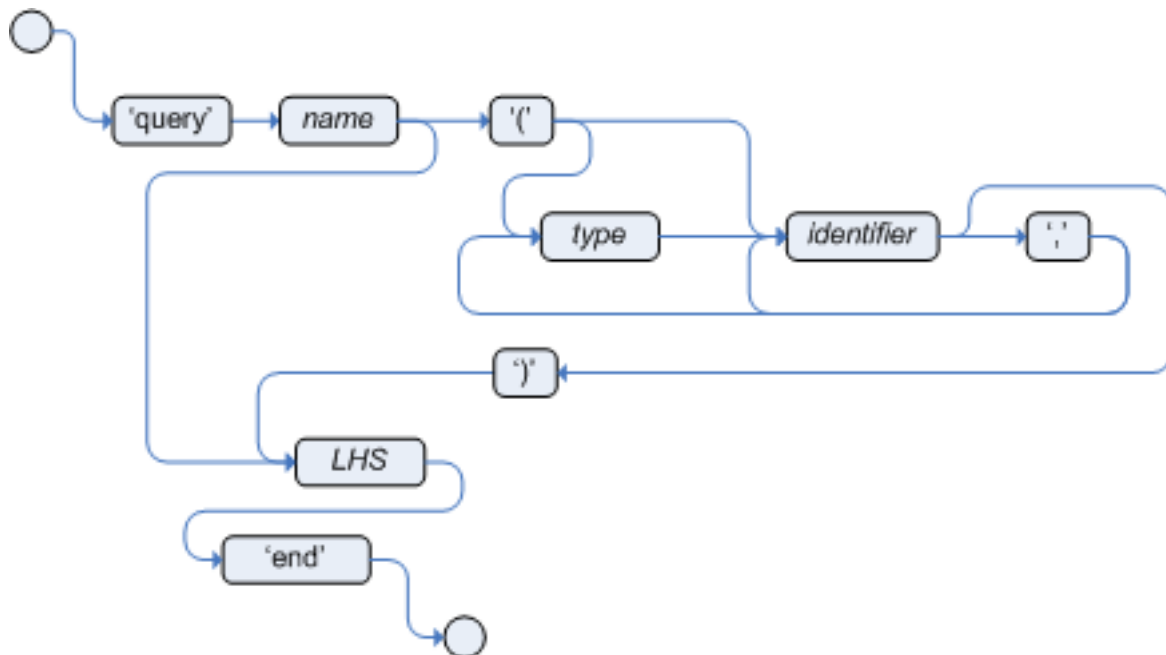 ‘query’ name '('
type identifier ‘,’
‘)’
LHS
‘end’